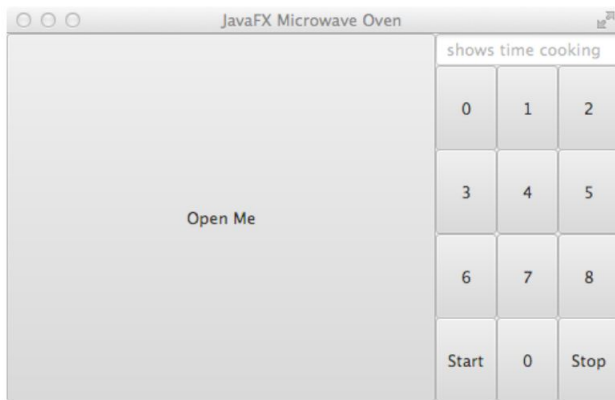 JavaFX Microwave Oven
shows time cooking
0 1 2
3 4 5
Open Me
6 7 8
Start 0 Stop